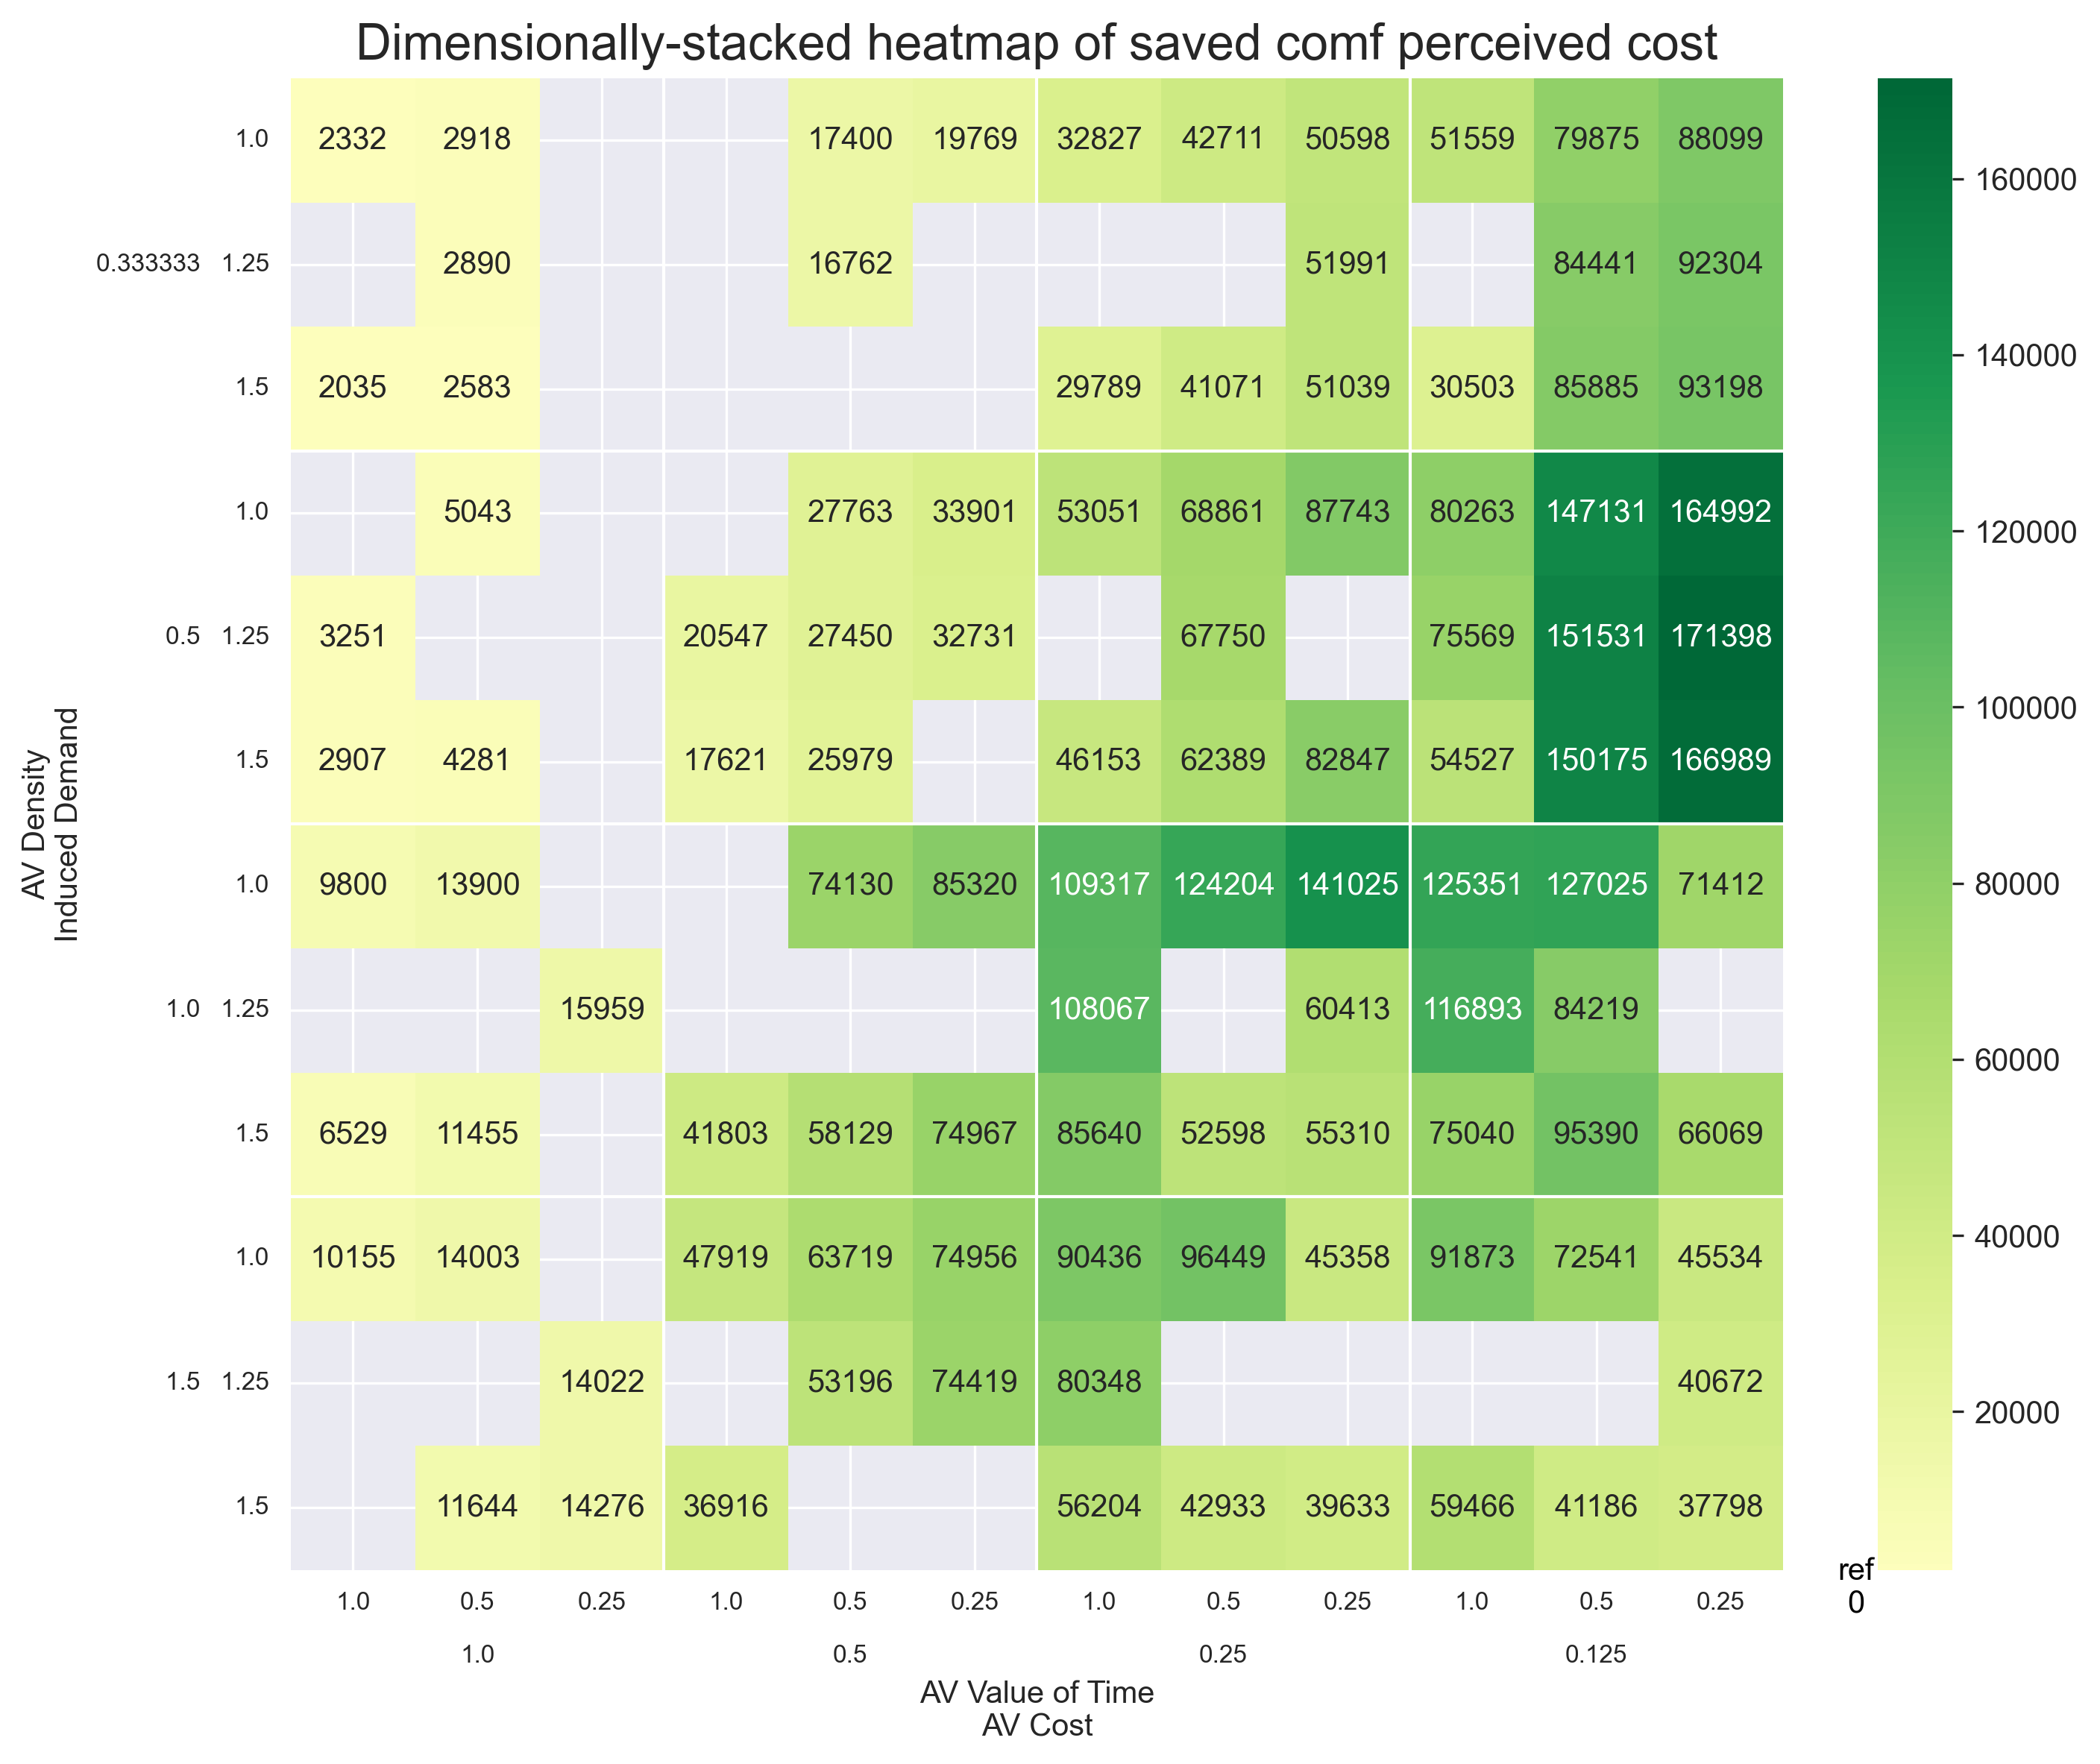 Dimensionally-stacked heatmap of saved comf perceived cost
1.0 2332 2918 17400 19769 32827 42711 50598 51559 79875 88099
0.333333 1.25 2890 16762 51991 84441 92304
1.5 2035 2583 29789 41071 51039 30503 85885 93198
1.0 5043 27763 33901 53051 68861 87743 80263 147131 164992
0.5 1.25 3251 20547 27450 32731 67750 75569 151531 171398
1.5 2907 4281 17621 25979 46153 62389 82847 54527 150175 166989
1.0 9800 13900 74130 85320 109317 124204 141025 125351 127025 71412
1.0 1.25 15959 108067 60413 116893 84219
1.5 6529 11455 41803 58129 74967 85640 52598 55310 75040 95390 66069
1.0 10155 14003 47919 63719 74956 90436 96449 45358 91873 72541 45534
1.5 1.25 14022 53196 74419 80348 40672
1.5 11644 14276 36916 56204 42933 39633 59466 41186 37798
1.0 0.5 0.25 1.0 0.5 0.25 1.0 0.5 0.25 1.0 0.5 0.25
1.0 0.5 0.25 0.125
AV Value of Time
AV Cost
AV Density
Induced Demand
160000
140000
120000
100000
80000
60000
40000
20000
ref
0